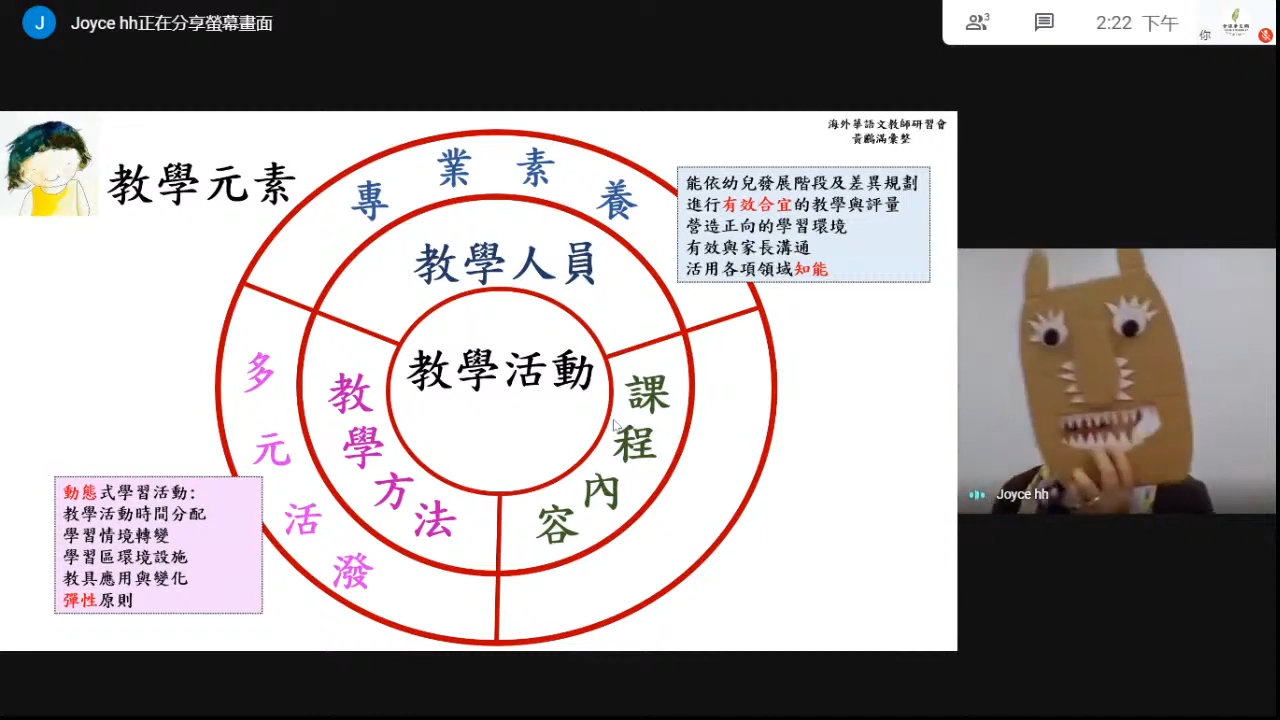 J
Joyce hh正在分享螢幕畫面
3
2:22 下午
你
海外華語文教師研習會
教學元素
專業素養
教學人員
能依幼兒發展階段及差異規劃
進行有效合宜的教學與評量
營造正向的學習環境
有效與家長溝通
活用各項領域知能
教學活動
多元活潑
教學方法
課程內容
動態式學習活動:
教學活動時間分配
學習情境轉變
學習區環境設施
教具應用與變化
彈性原則
Joyce hh